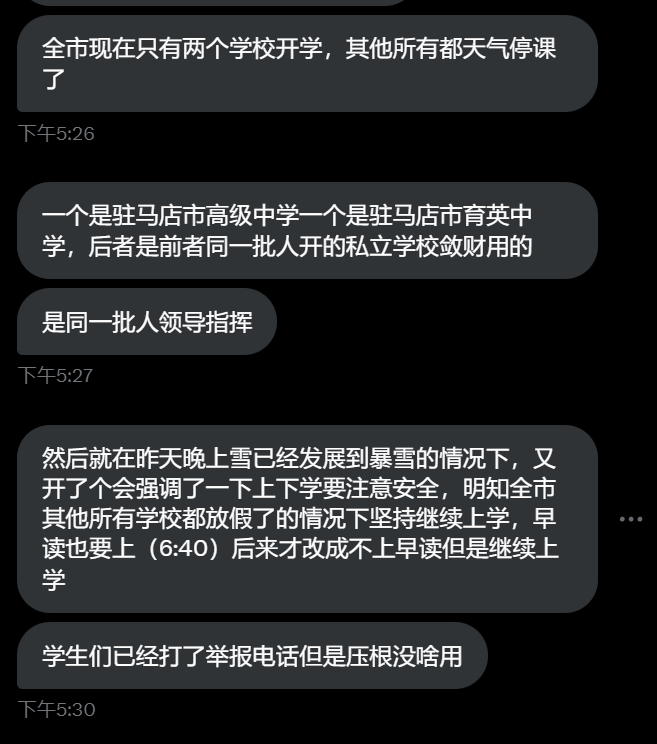 全市现在只有两个学校开学，其他所有都天气停课
了
下午5:26
一个是驻马店市高级中学一个是驻马店市育英中
学，后者是前者同一批人开的私立学校敛财用的
是同一批人领导指挥
下午5:27
然后就在昨天晚上雪已经发展到暴雪的情况下，又
开了个会强调了一下上下学要注意安全，明知全市
其他所有学校都放假了的情况下坚持继续上学，早
读也要上（6:40）后来才改成不上早读但是继续上
学
学生们已经打了举报电话但是压根没啥用
下午5:30